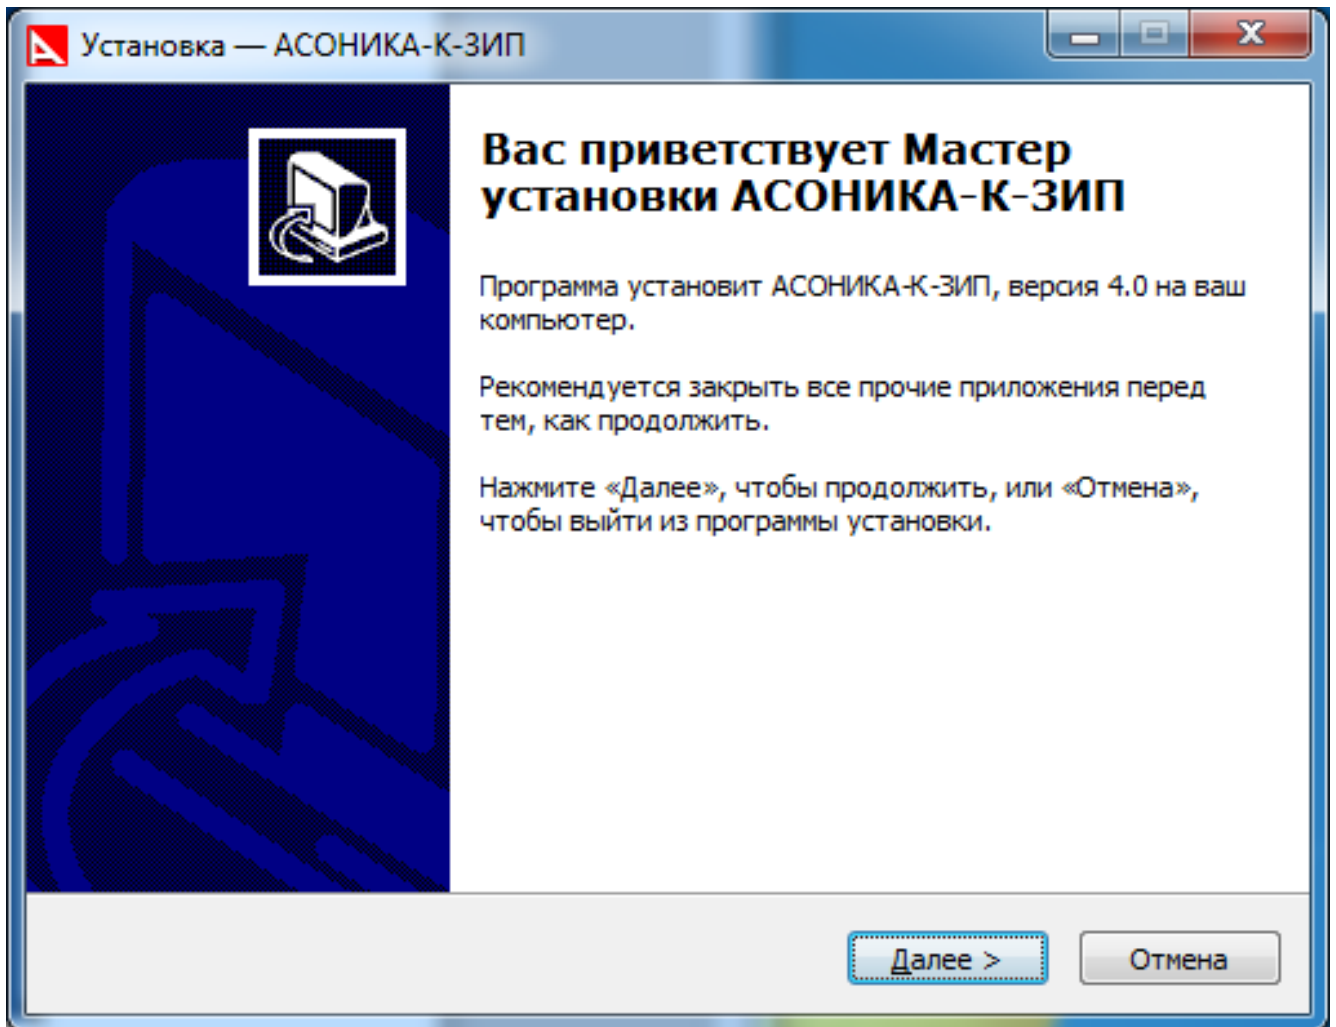 Установка — АСОНИКА-К-ЗИП
Вас приветствует Мастер
установки АСОНИКА-К-ЗИП
Программа установит АСОНИКА-К-ЗИП, версия 4.0 на ваш
компьютер.
Рекомендуется закрыть все прочие приложения перед
тем, как продолжить.
Нажмите «Далее», чтобы продолжить, или «Отмена»,
чтобы выйти из программы установки.
Далее >
Отмена